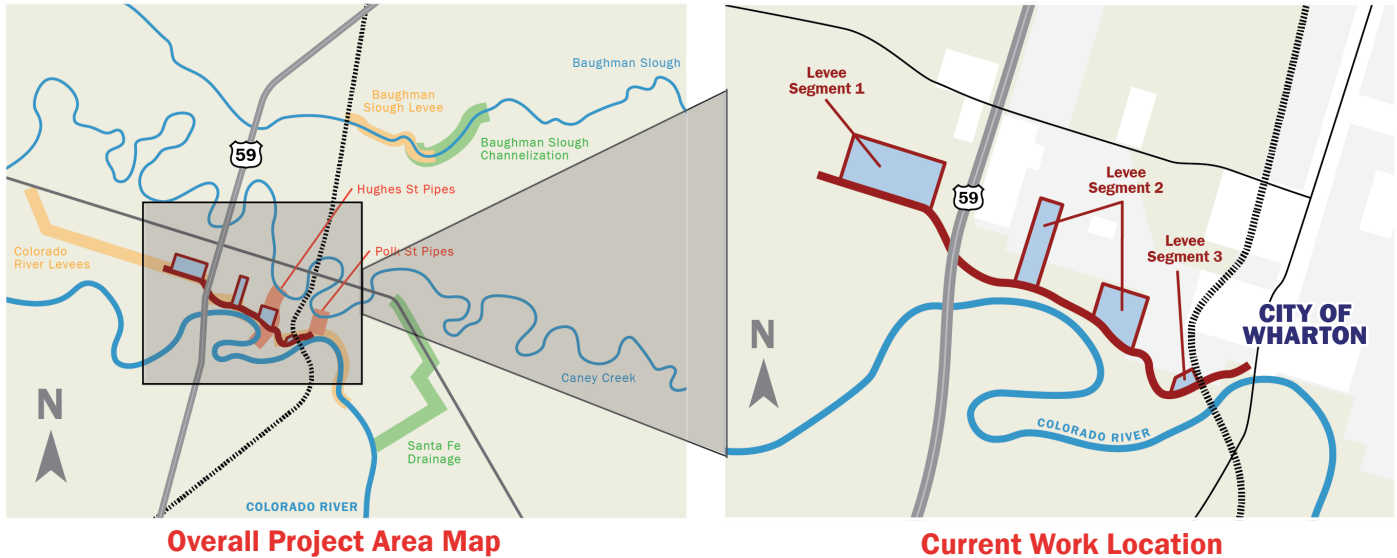 Baughman Slough
Baughman
Slough Levee
Baughman Slough
Channelization
59
Hughes St Pipes
Colorado
River Levees
Polk St Pipes
Caney Creek
N
Santa Fe
Drainage
COLORADO RIVER
Overall Project Area Map
Levee
Segment 1
59
Levee
Segment 2
Levee
Segment 3
CITY OF
WHARTON
N
COLORADO RIVER
Current Work Location